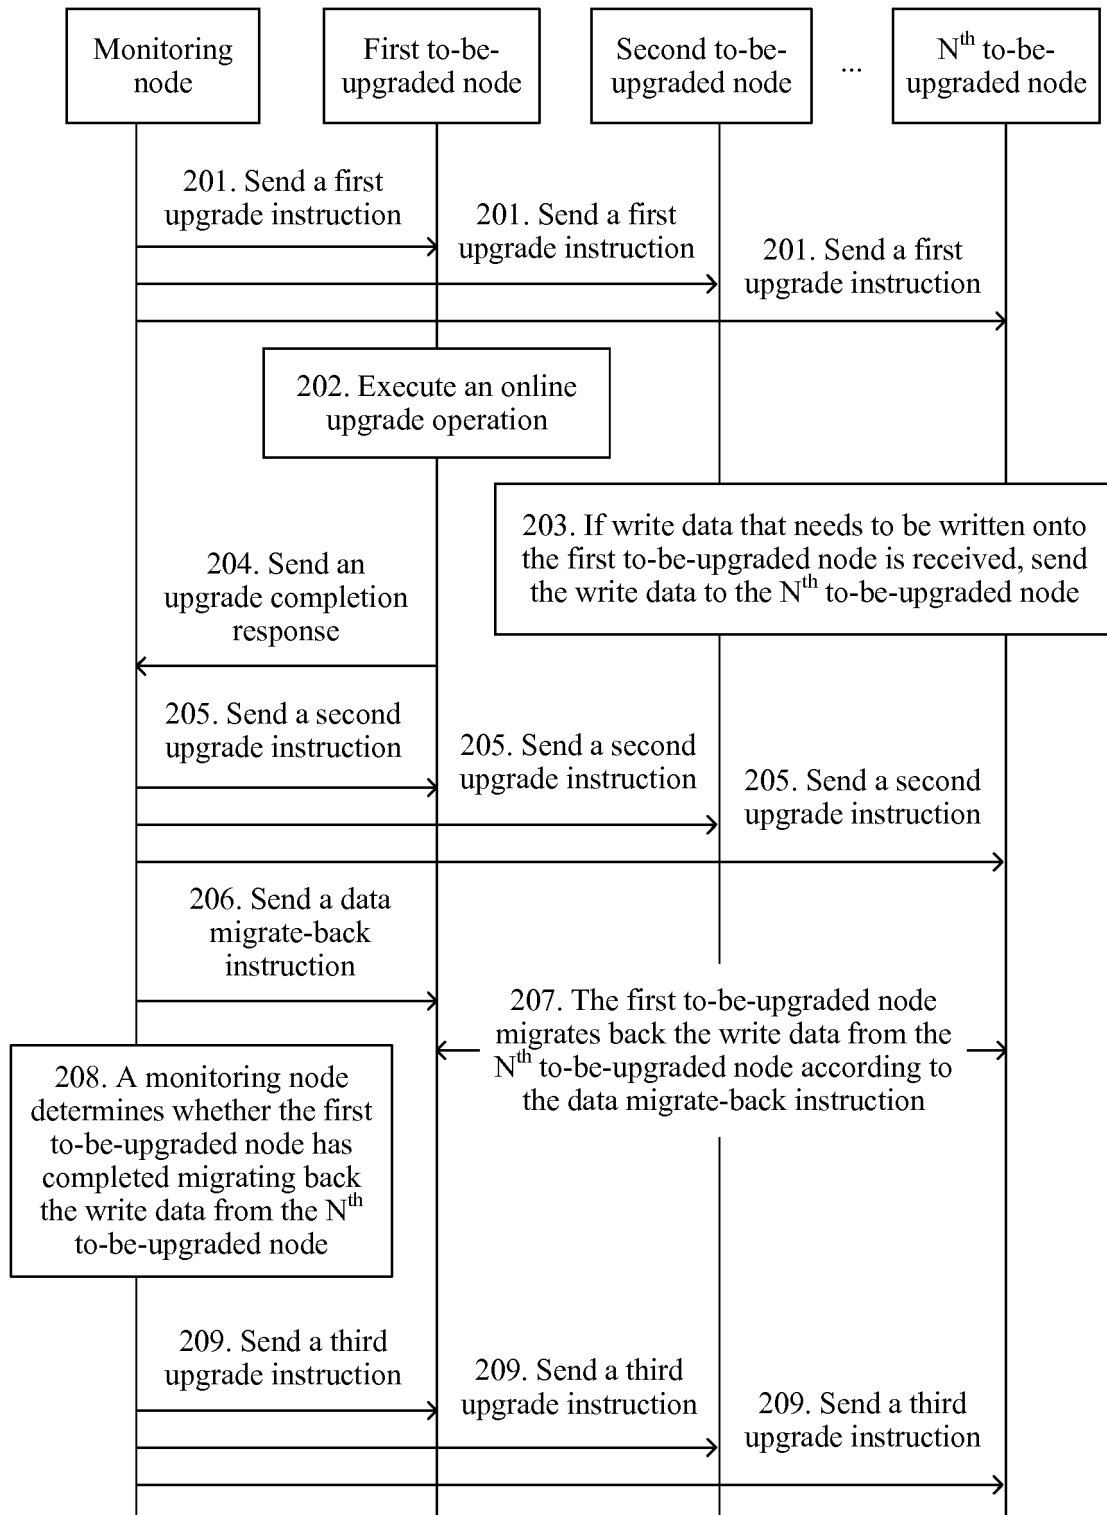 Monitoring
node
First to-be-
upgraded node
Second to-be-
upgraded node
...
Nth to-be-
upgraded node
201. Send a first
upgrade instruction
201. Send a first
upgrade instruction
201. Send a first
upgrade instruction
202. Execute an online
upgrade operation
203. If write data that needs to be written onto
the first to-be-upgraded node is received, send
the write data to the Nth to-be-upgraded node
204. Send an
upgrade completion
response
205. Send a second
upgrade instruction
205. Send a second
upgrade instruction
205. Send a second
upgrade instruction
206. Send a data
migrate-back
instruction
207. The first to-be-upgraded node
migrates back the write data from the
Nth to-be-upgraded node according to
the data migrate-back instruction
208. A monitoring node
determines whether the first
to-be-upgraded node has
completed migrating back
the write data from the Nth
to-be-upgraded node
209. Send a third
upgrade instruction
209. Send a third
upgrade instruction
209. Send a third
upgrade instruction